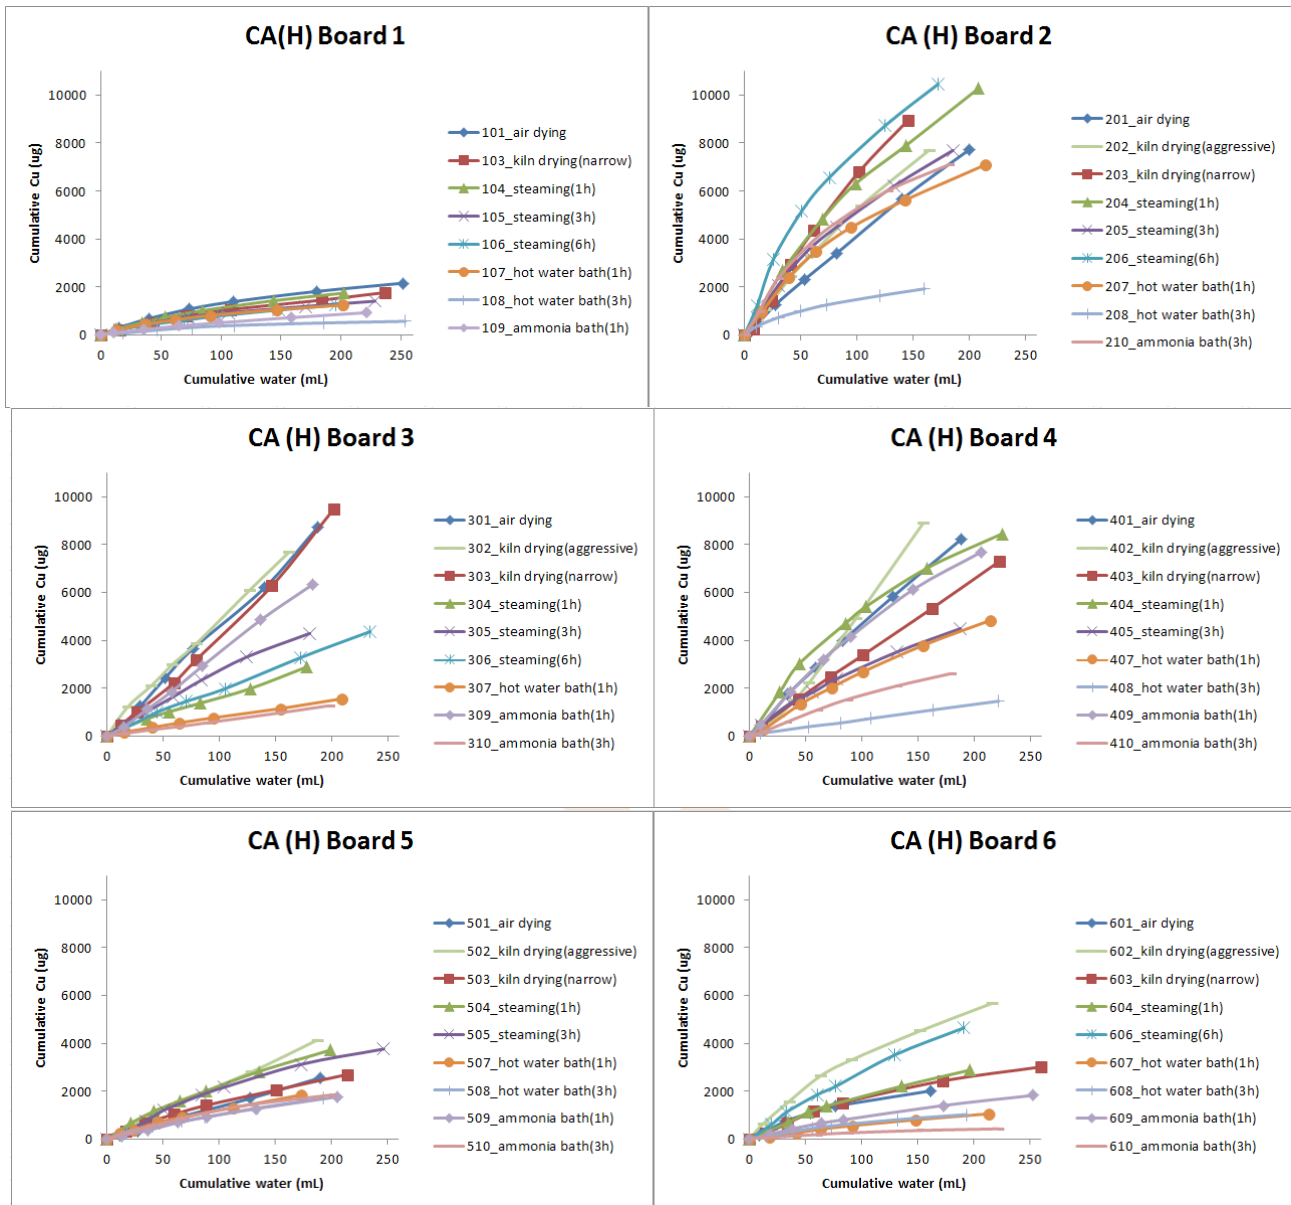 CA(H) Board 1
10000
8000
6000
4000
2000
0
0 50 100 150 200 250
Cumulative Cu (ug)
Cumulative water (mL)
101_air dying
103_kiln drying(narrow)
104_steaming(1h)
105_steaming(3h)
106_steaming(6h)
107_hot water bath(1h)
108_hot water bath(3h)
109_ammonia bath(1h)
CA (H) Board 2
10000
8000
6000
4000
2000
0
0 50 100 150 200 250
Cumulative Cu (ug)
Cumulative water (mL)
201_air dying
202_kiln drying(aggressive)
203_kiln drying(narrow)
204_steaming(1h)
205_steaming(3h)
206_steaming(6h)
207_hot water bath(1h)
208_hot water bath(3h)
210_ammonia bath(3h)
CA (H) Board 3
10000
8000
6000
4000
2000
0
0 50 100 150 200 250
Cumulative Cu (ug)
Cumulative water (mL)
301_air dying
302_kiln drying(aggressive)
303_kiln drying(narrow)
304_steaming(1h)
305_steaming(3h)
306_steaming(6h)
307_hot water bath(1h)
309_ammonia bath(1h)
310_ammonia bath(3h)
CA (H) Board 4
10000
8000
6000
4000
2000
0
0 50 100 150 200 250
Cumulative Cu (ug)
Cumulative water (mL)
401_air dying
402_kiln drying(aggressive)
403_kiln drying(narrow)
404_steaming(1h)
405_steaming(3h)
407_hot water bath(1h)
408_hot water bath(3h)
409_ammonia bath(1h)
410_ammonia bath(3h)
CA (H) Board 5
10000
8000
6000
4000
2000
0
0 50 100 150 200 250
Cumulative Cu (ug)
Cumulative water (mL)
501_air dying
502_kiln drying(aggressive)
503_kiln drying(narrow)
504_steaming(1h)
505_steaming(3h)
507_hot water bath(1h)
508_hot water bath(3h)
509_ammonia bath(1h)
510_ammonia bath(3h)
CA (H) Board 6
10000
8000
6000
4000
2000
0
0 50 100 150 200 250
Cumulative Cu (ug)
Cumulative water (mL)
601_air dying
602_kiln drying(aggressive)
603_kiln drying(narrow)
604_steaming(1h)
606_steaming(6h)
607_hot water bath(1h)
608_hot water bath(3h)
609_ammonia bath(1h)
610_ammonia bath(3h)